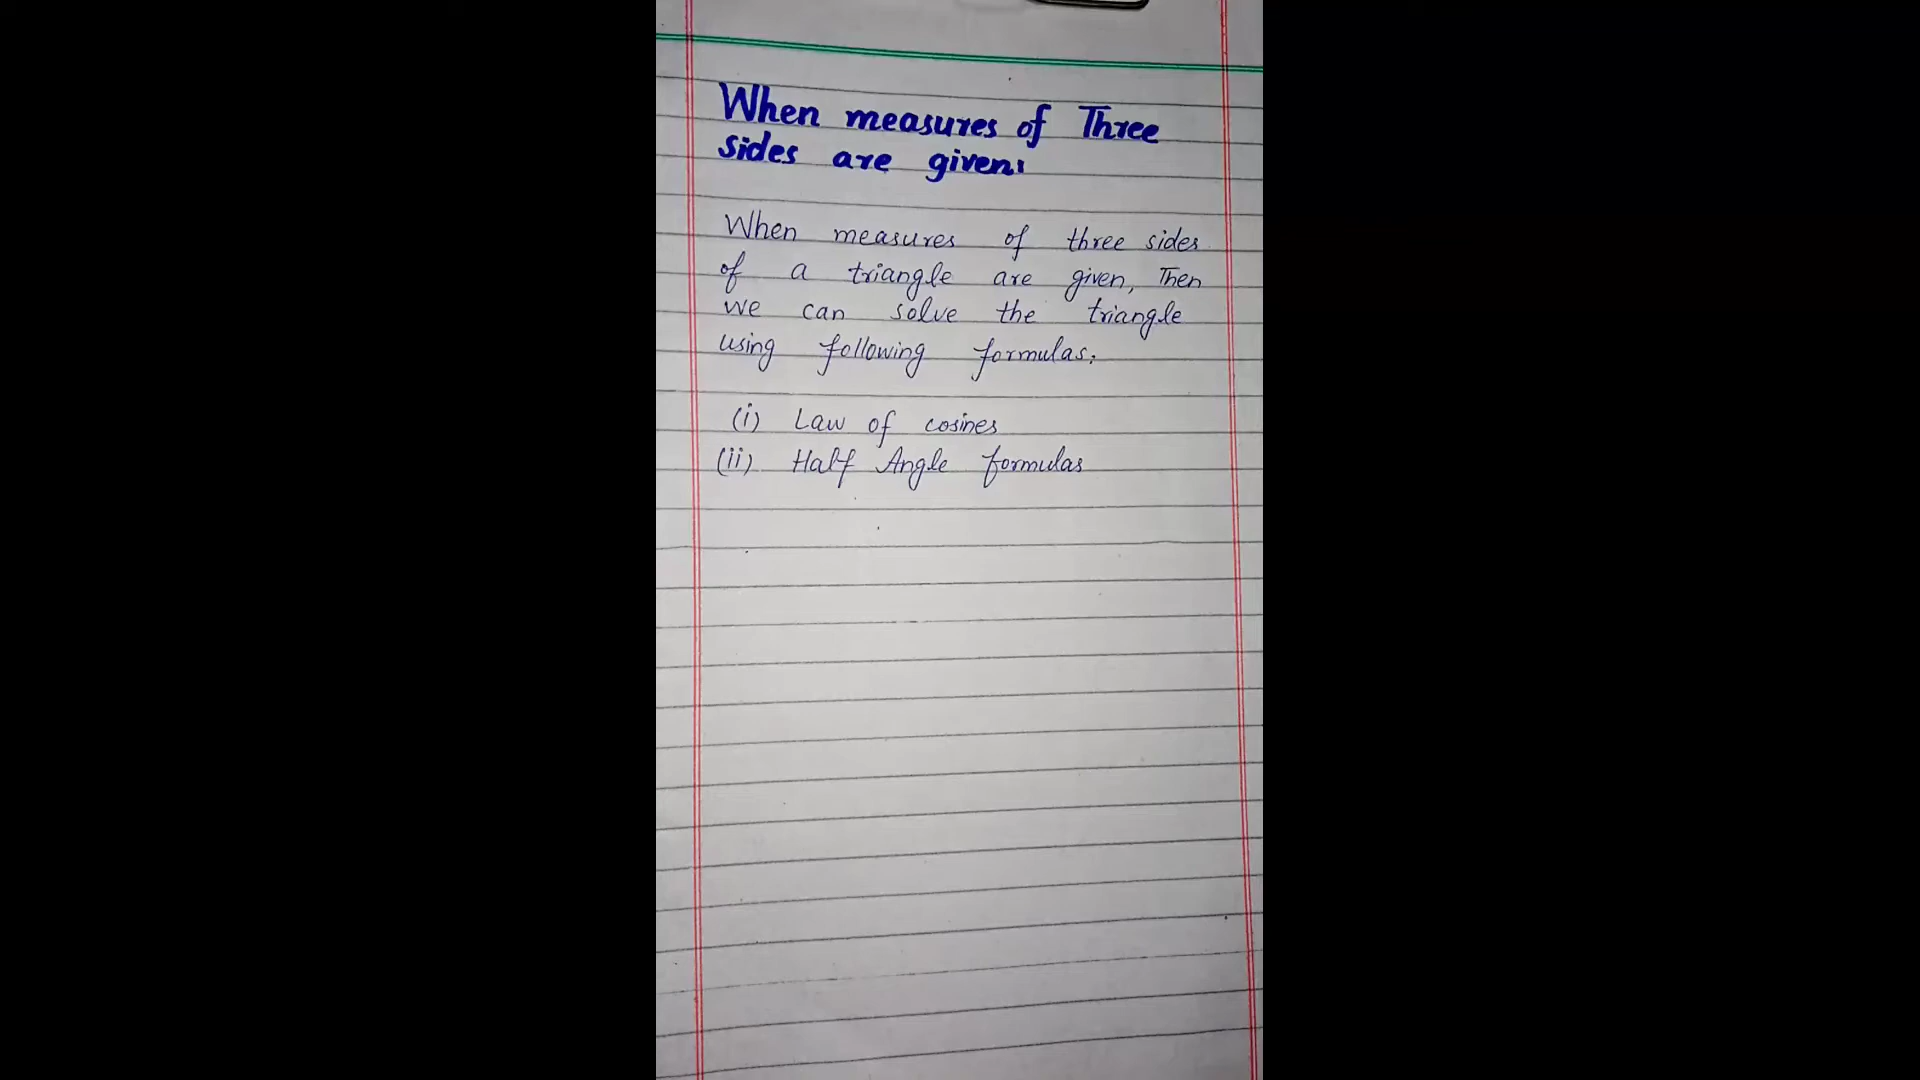 When measures of Three
sides are given:
When measures of three sides
of a triangle are given, Then
we can solve the triangle
using following formulas:
(i) Law of cosines
(ii) Half Angle formulas